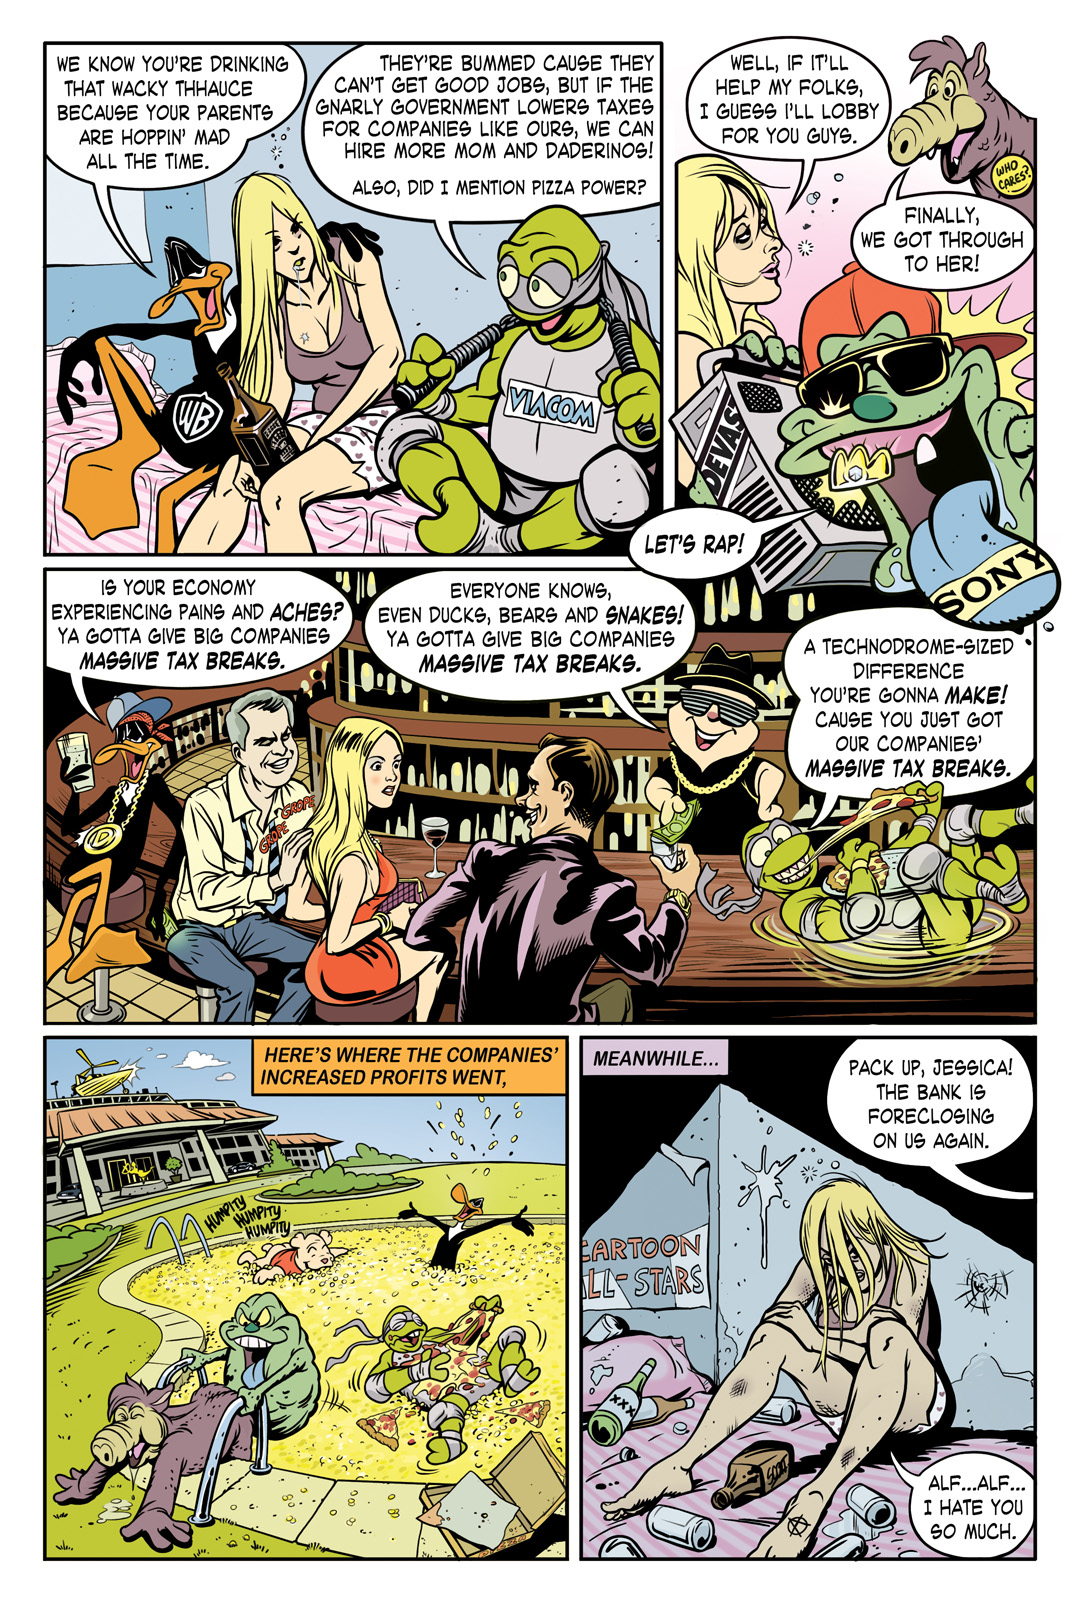 WE KNOW YOU'RE DRINKING
THAT WACKY THHAUCE
BECAUSE YOUR PARENTS
ARE HOPPIN' MAD
ALL THE TIME.
THEY'RE BUMMED CAUSE THEY
CAN'T GET GOOD JOBS, BUT IF THE
GNARLY GOVERNMENT LOWERS TAXES
FOR COMPANIES LIKE OURS, WE CAN
HIRE MORE MOM AND DADERINOS!
ALSO, DID I MENTION PIZZA POWER?
WB
VIACOM
WELL, IF IT'LL
HELP MY FOLKS,
I GUESS I'LL LOBBY
FOR YOU GUYS.
WHO
CARES?
FINALLY,
WE GOT THROUGH
TO HER!
DEVAS
LET'S RAP!
SONY
IS YOUR ECONOMY
EXPERIENCING PAINS AND ACHES?
YA GOTTA GIVE BIG COMPANIES
MASSIVE TAX BREAKS.
EVERYONE KNOWS,
EVEN DUCKS, BEARS AND SNAKES!
YA GOTTA GIVE BIG COMPANIES
MASSIVE TAX BREAKS.
A TECHNODROME-SIZED
DIFFERENCE
YOU'RE GONNA MAKE!
CAUSE YOU JUST GOT
OUR COMPANIES'
MASSIVE TAX BREAKS.
D
GROPE
GROPE
HERE'S WHERE THE COMPANIES'
INCREASED PROFITS WENT,
HUMPITY
HUMPITY
HUMPITY
MEANWHILE...
PACK UP, JESSICA!
THE BANK IS
FORECLOSING
ON US AGAIN.
CARTOON
ALL-STARS
XXX
ALF...ALF...
I HATE YOU
SO MUCH.